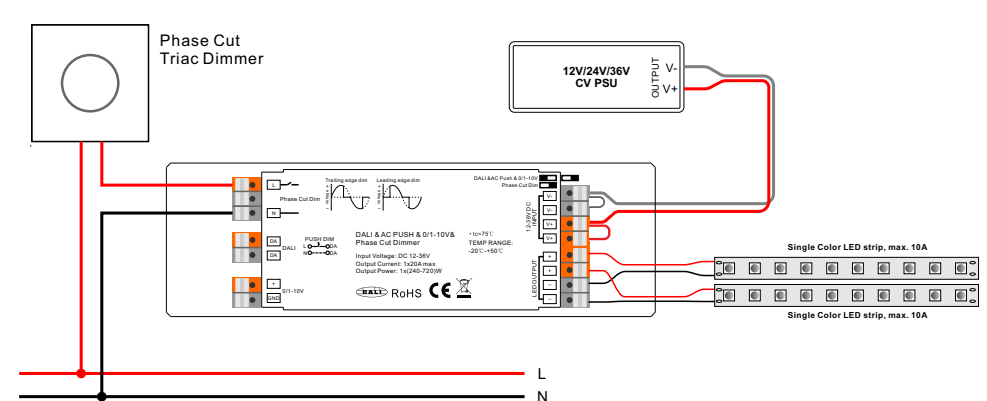 Phase Cut
Triac Dimmer
12V/24V/36V
CV PSU
OUTPUT
V-
V+
L
Phase Cut Dim
N
Trailing edge dim
Leading edge dim
DALI &AC Push & 0/1-10V
Phase Cut Dim
DA
DALI
DA
PUSH DIM
L DA
N DA
+
0/1-10V
GND
DALI & AC PUSH & 0/1-10V&
Phase Cut Dimmer
Input Voltage: DC 12-36V
Output Current: 1x20A max
Output Power: 1x(240-720)W
• tc=75℃
TEMP RANGE:
-20℃-+50℃
DALI RoHS CE
12-36VDC
INPUT
V-
V-
V+
V+
LED OUTPUT
+
+
−
−
Single Color LED strip, max. 10A
Single Color LED strip, max. 10A
L
N